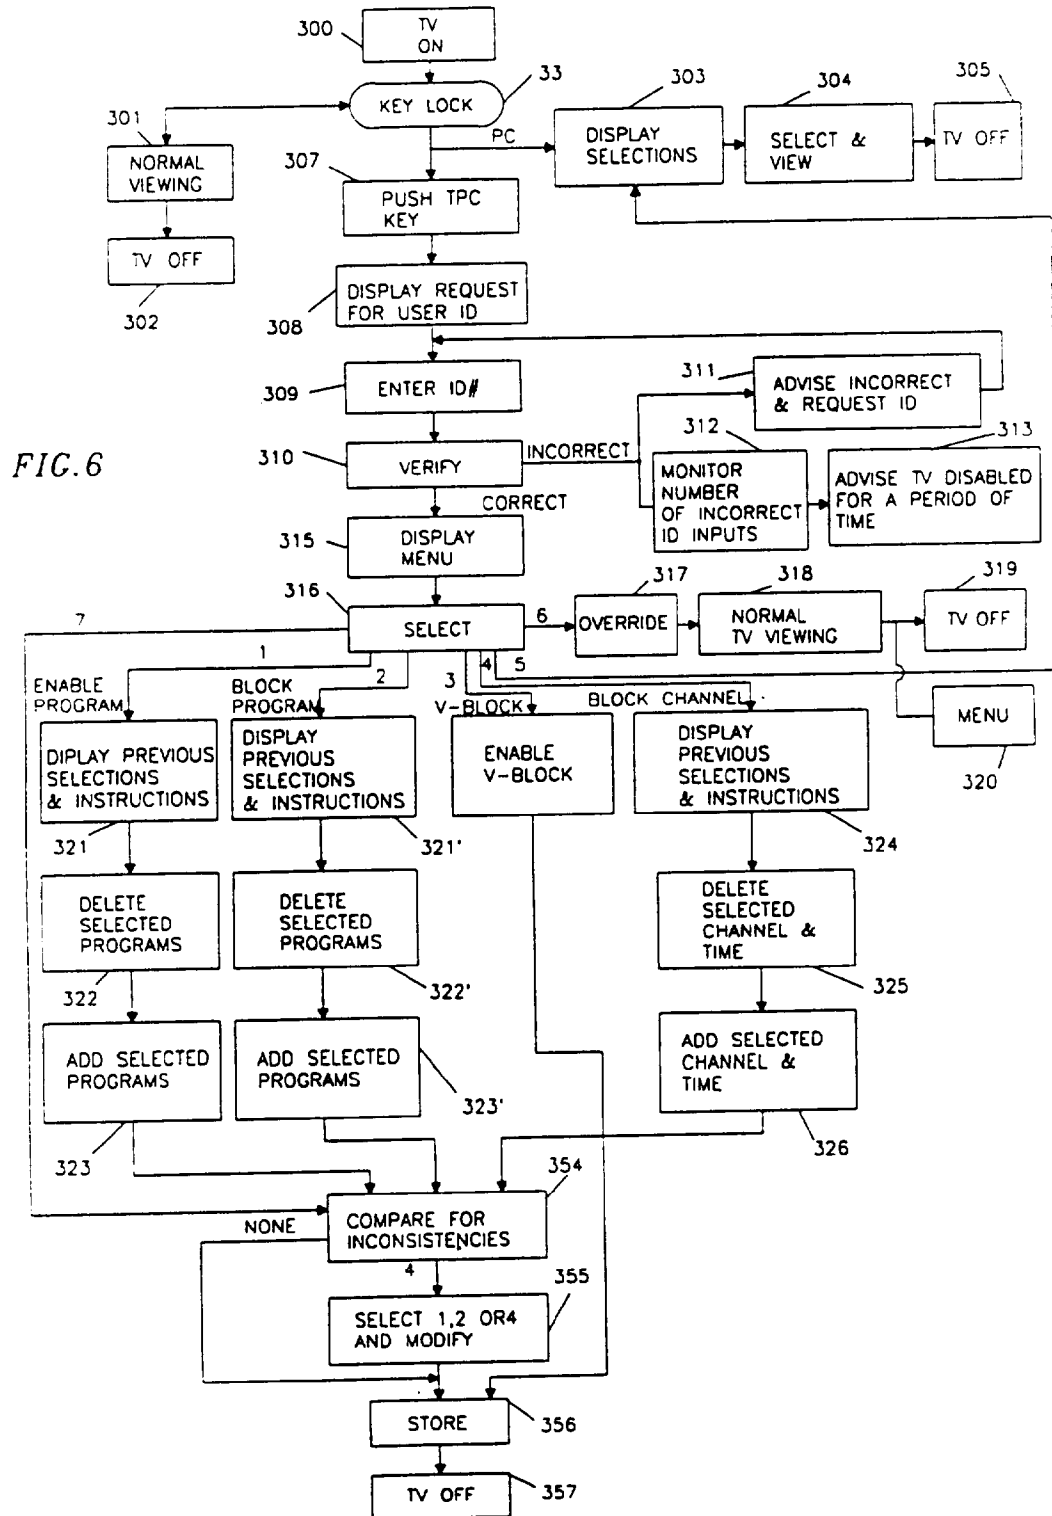 300
TV
ON
33
KEY LOCK
301
NORMAL
VIEWING
TV OFF
302
PC
303
DISPLAY
SELECTIONS
304
SELECT &
VIEW
305
TV OFF
307
PUSH TPC
KEY
308
DISPLAY REQUEST
FOR USER ID
309
ENTER ID#
310
VERIFY
INCORRECT
CORRECT
311
ADVISE INCORRECT
& REQUEST ID
312
MONITOR
NUMBER
OF INCORRECT
ID INPUTS
313
ADVISE TV DISABLED
FOR A PERIOD OF
TIME
FIG.6
315
DISPLAY
MENU
316
SELECT
317
OVERRIDE
318
NORMAL
TV VIEWING
319
TV OFF
MENU
320
7
1
2
3
4
5
6
ENABLE
PROGRAM
BLOCK
PROGRAM
V-BLOCK
BLOCK CHANNEL
DIPLAY PREVIOUS
SELECTIONS
& INSTRUCTIONS
321
DISPLAY
PREVIOUS
SELECTIONS
& INSTRUCTIONS
321'
ENABLE
V-BLOCK
DISPLAY
PREVIOUS
SELECTIONS
& INSTRUCTIONS
324
DELETE
SELECTED
PROGRAMS
322
DELETE
SELECTED
PROGRAMS
322'
DELETE
SELECTED
CHANNEL &
TIME
325
ADD SELECTED
PROGRAMS
323
ADD SELECTED
PROGRAMS
323'
ADD SELECTED
CHANNEL &
TIME
326
354
COMPARE FOR
INCONSISTENCIES
NONE
4
355
SELECT 1,2 OR4
AND MODIFY
STORE
356
TV OFF
357